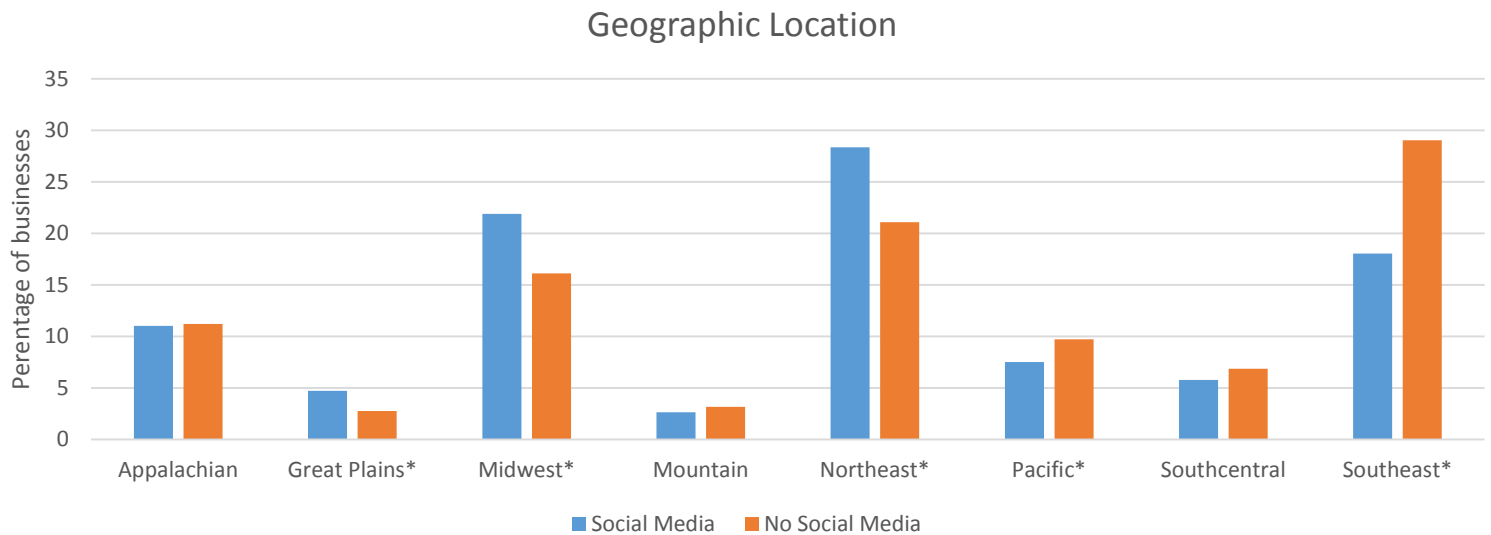 Geographic Location
Perentage of businesses
35
30
25
20
15
10
5
0
Appalachian Great Plains* Midwest* Mountain Northeast* Pacific* Southcentral Southeast*
Social Media No Social Media